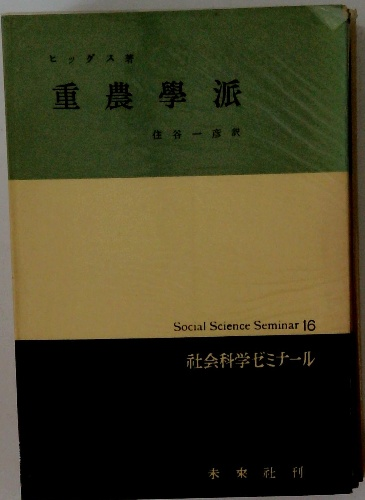 ヒッグス著
重農學派
住谷一彦訳
Social Science Seminar 16
社会科学ゼミナール
未來社刊